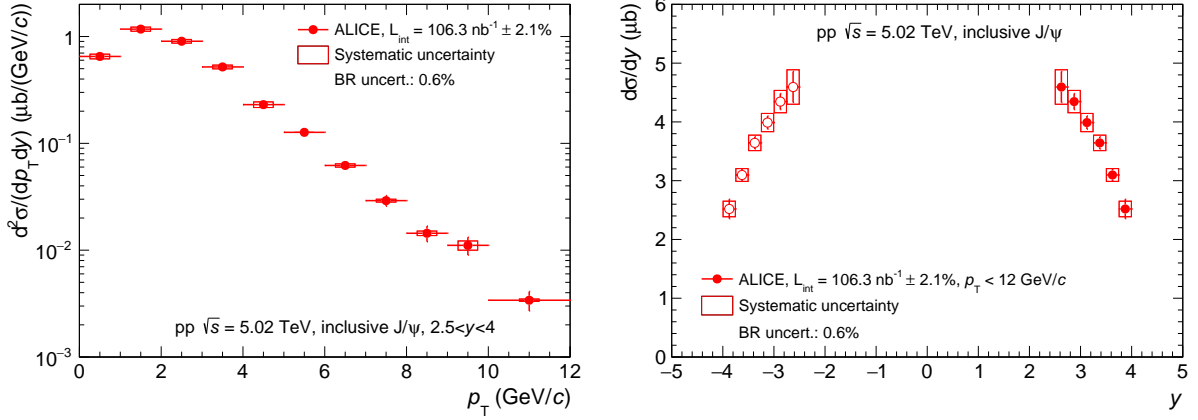 d²σ/(dp_T dy) (μb/(GeV/c))
1
10⁻¹
10⁻²
10⁻³
ALICE, L_int = 106.3 nb⁻¹ ± 2.1%
Systematic uncertainty
BR uncert.: 0.6%
pp √s = 5.02 TeV, inclusive J/ψ, 2.5<y<4
0 2 4 6 8 10 12
p_T (GeV/c)
dσ/dy (μb)
6
5
4
3
2
1
0
pp √s = 5.02 TeV, inclusive J/ψ
ALICE, L_int = 106.3 nb⁻¹ ± 2.1%, p_T < 12 GeV/c
Systematic uncertainty
BR uncert.: 0.6%
−5 −4 −3 −2 −1 0 1 2 3 4 5
y